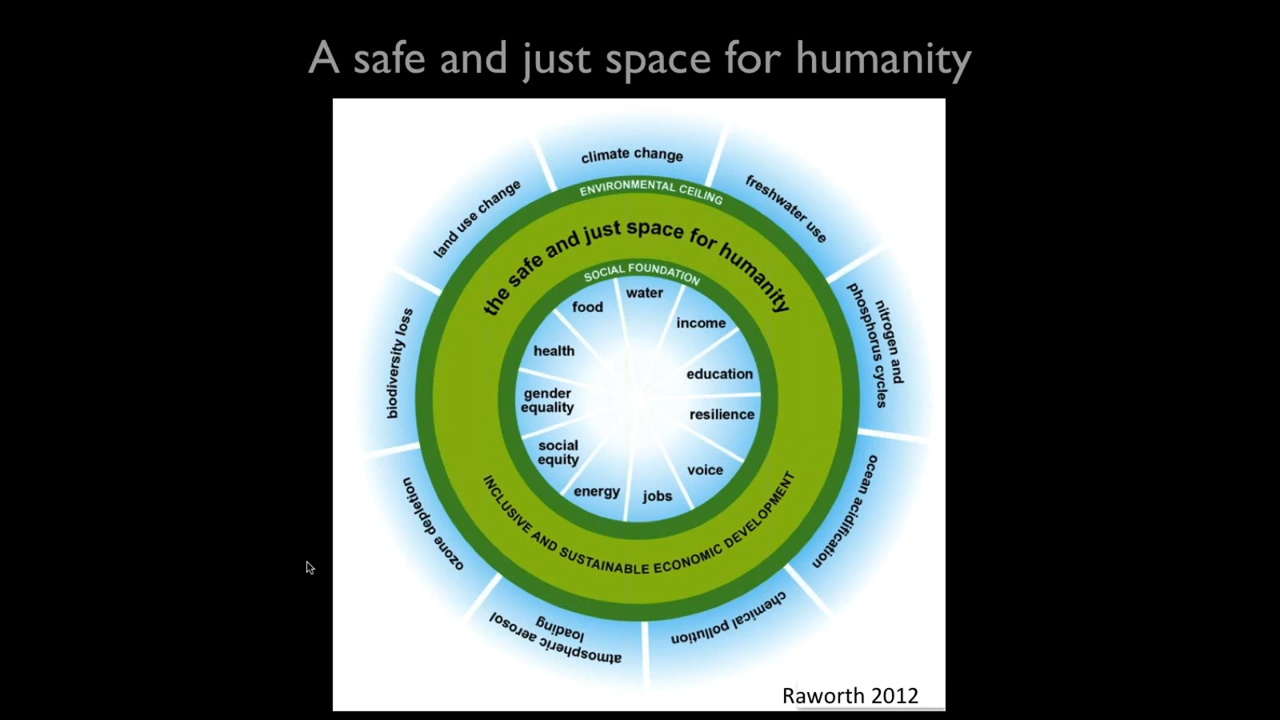 A safe and just space for humanity
climate change
freshwater use
nitrogen and
phosphorus cycles
ocean acidification
chemical pollution
atmospheric aerosol
loading
ozone depletion
biodiversity loss
land use change
ENVIRONMENTAL CEILING
the safe and just space for humanity
SOCIAL FOUNDATION
water
income
education
resilience
voice
jobs
energy
social
equity
gender
equality
health
food
INCLUSIVE AND SUSTAINABLE ECONOMIC DEVELOPMENT
Raworth 2012